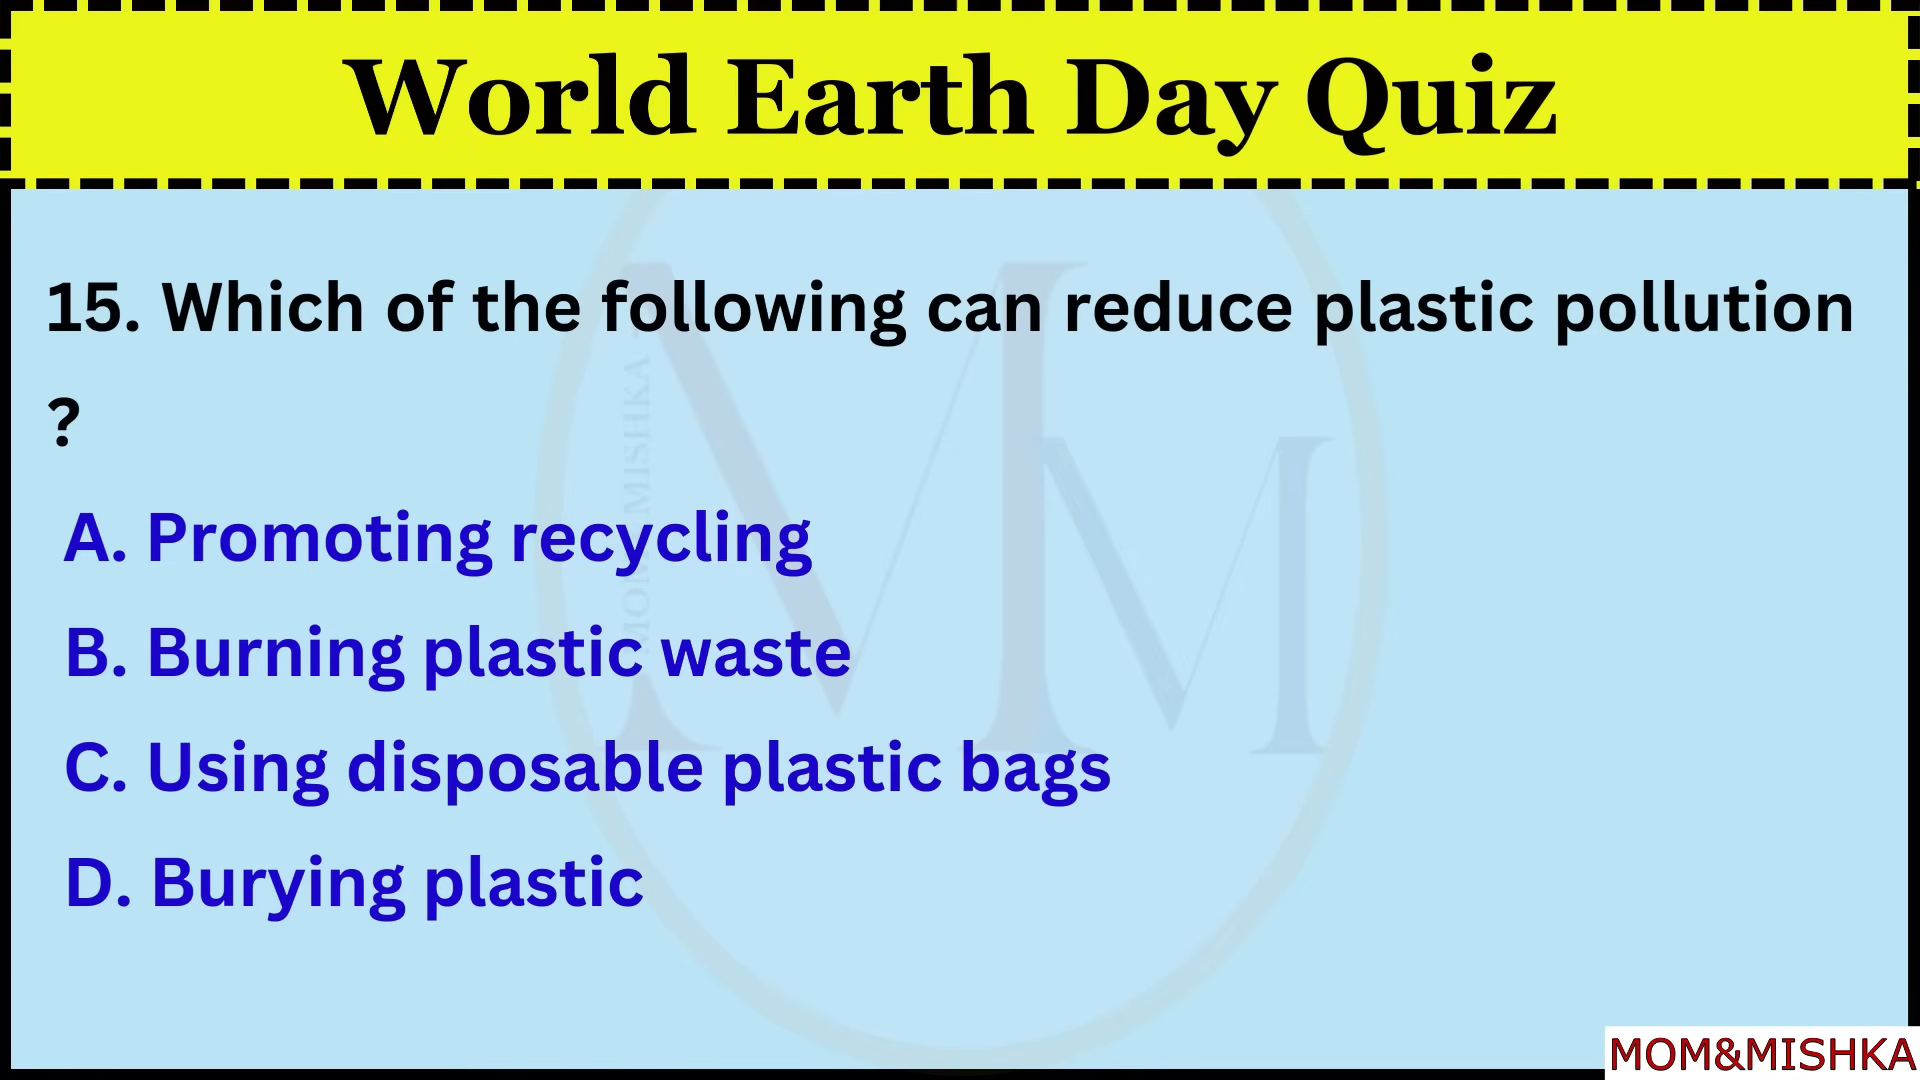 World Earth Day Quiz
15. Which of the following can reduce plastic pollution
?
A. Promoting recycling
B. Burning plastic waste
C. Using disposable plastic bags
D. Burying plastic
MOM&MISHKA